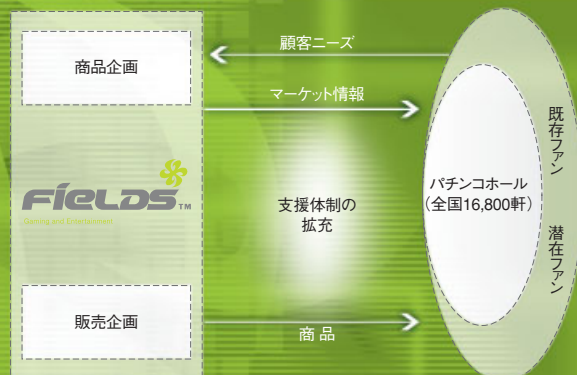 顧客ニーズ
商品企画
マーケット情報
既存ファン
FIELDS TM
Gaming and Entertainment
支援体制の
拡充
パチンコホール
(全国16,800軒)
潜在ファン
販売企画
商品